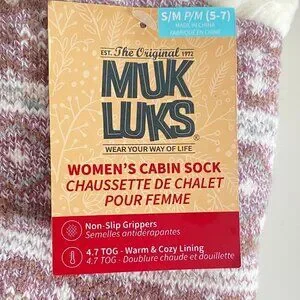 S/M P/M (5-7)
MADE IN CHINA
FABRIQUÉ EN CHINE
EST. The Original 1972
MUK
LUKS®
WEAR YOUR WAY OF LIFE
WOMEN'S CABIN SOCK
CHAUSSETTE DE CHALET
POUR FEMME
Non-Slip Grippers
Semelles antidérapantes
4.7 TOG - Warm & Cozy Lining
4.7 TOG - Doublure chaude et douillette